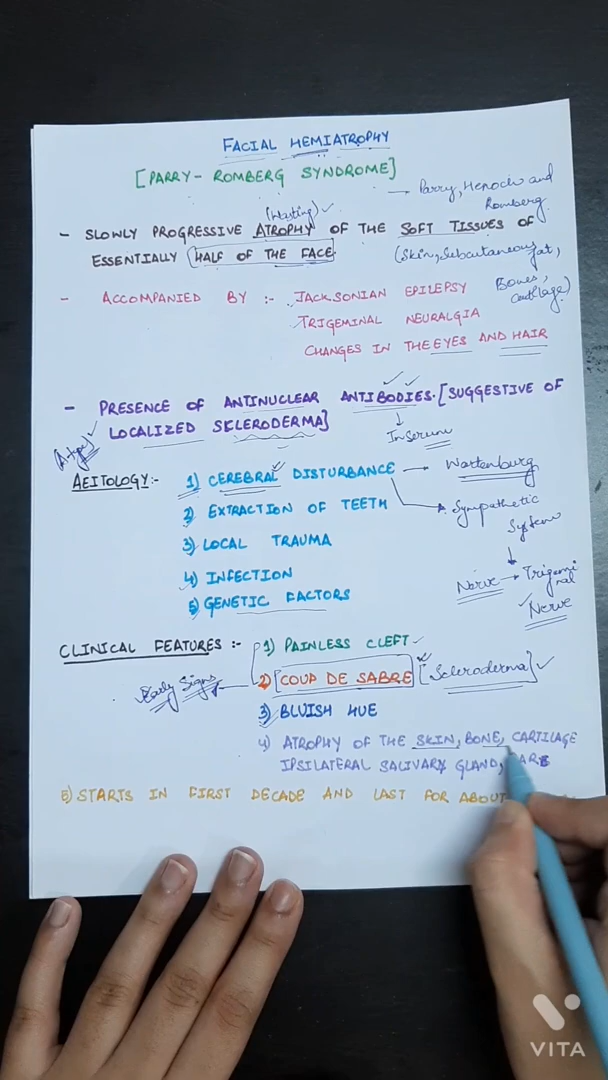 FACIAL HEMIATROPHY
[PARRY-ROMBERG SYNDROME]
Parry, Henoch and
Romberg
(Wasting)
- SLOWLY PROGRESSIVE ATROPHY OF THE SOFT TISSUES OF
ESSENTIALLY (HALF OF THE FACE.
(Skin, Subcutaneous fat,
Bones,
cartilage)
- ACCOMPANIED BY :- JACKSONIAN EPILEPSY
TRIGEMINAL NEURALGIA
CHANGES IN THE EYES AND HAIR
- PRESENCE OF ANTINUCLEAR ANTIBODIES. [SUGGESTIVE OF
LOCALIZED SCLERODERMA]
In serum
(A type)
AEITOLOGY:- 1) CEREBRAL DISTURBANCE
Wartenburg
2) EXTRACTION OF TEETH
Sympathetic
System
3) LOCAL TRAUMA
4) INFECTION
Nerve
Trigemi
nal
Nerve
5) GENETIC FACTORS
CLINICAL FEATURES :- 1) PAINLESS CLEFT
2) [COUP DE SABRE] [Scleroderma]
Early Signs
3) BLUISH HUE
4) ATROPHY OF THE SKIN, BONE, CARTILAGE
IPSILATERAL SALIVARY GLAND,
5) STARTS IN FIRST DECADE AND LAST FOR ABOUT
VITA